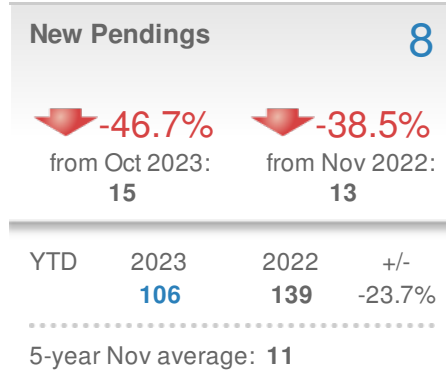 New Pendings 8
-46.7% -38.5%
from Oct 2023: from Nov 2022:
15 13
YTD 2023 2022 +/-
106 139 -23.7%
5-year Nov average: 11